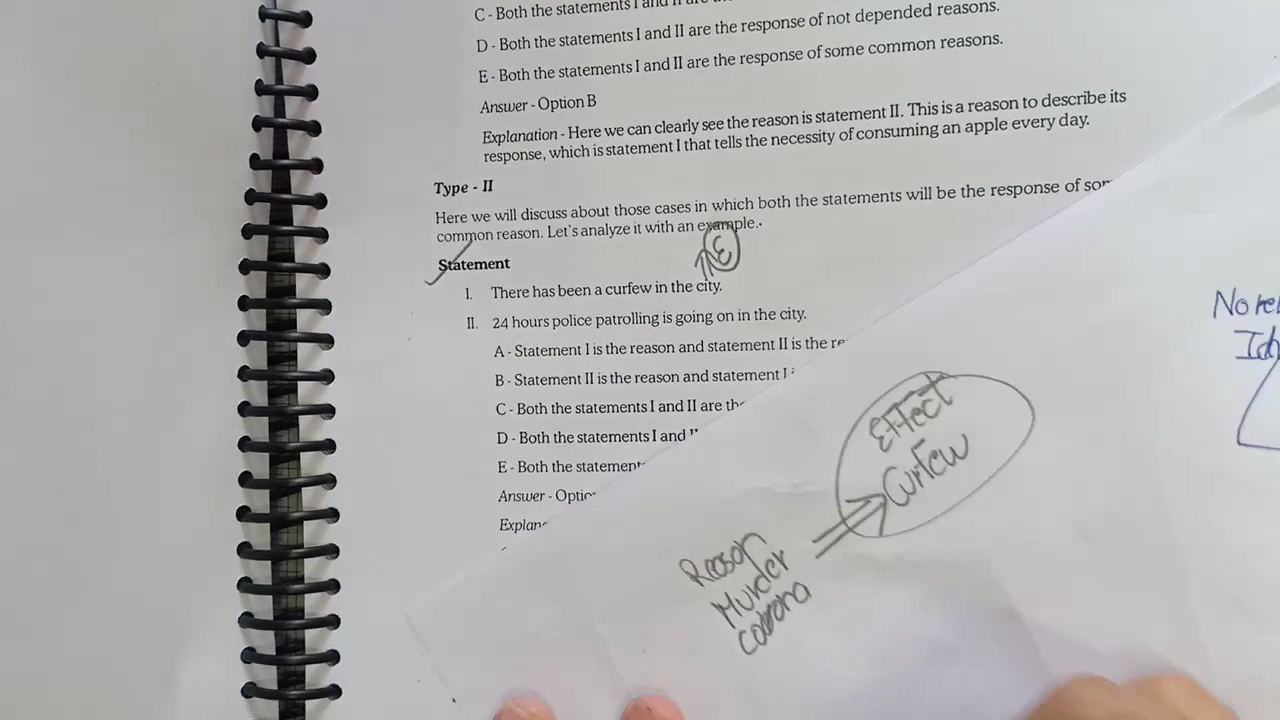 C - Both the statements I and II are
D - Both the statements I and II are the response of not depended reasons.
E - Both the statements I and II are the response of some common reasons.
Answer - Option B
Explanation - Here we can clearly see the reason is statement II. This is a reason to describe its
response, which is statement I that tells the necessity of consuming an apple every day.
Type - II
Here we will discuss about those cases in which both the statements will be the response of
common reason. Let's analyze it with an example.
Statement
I. There has been a curfew in the city.
II. 24 hours police patrolling is going on in the city.
A - Statement I is the reason and statement II is the
B - Statement II is the reason and statement I
C - Both the statements I and II are
D - Both the statements I and
E - Both the
Answer -
Effect
Curfew
Reason
Murder
corona